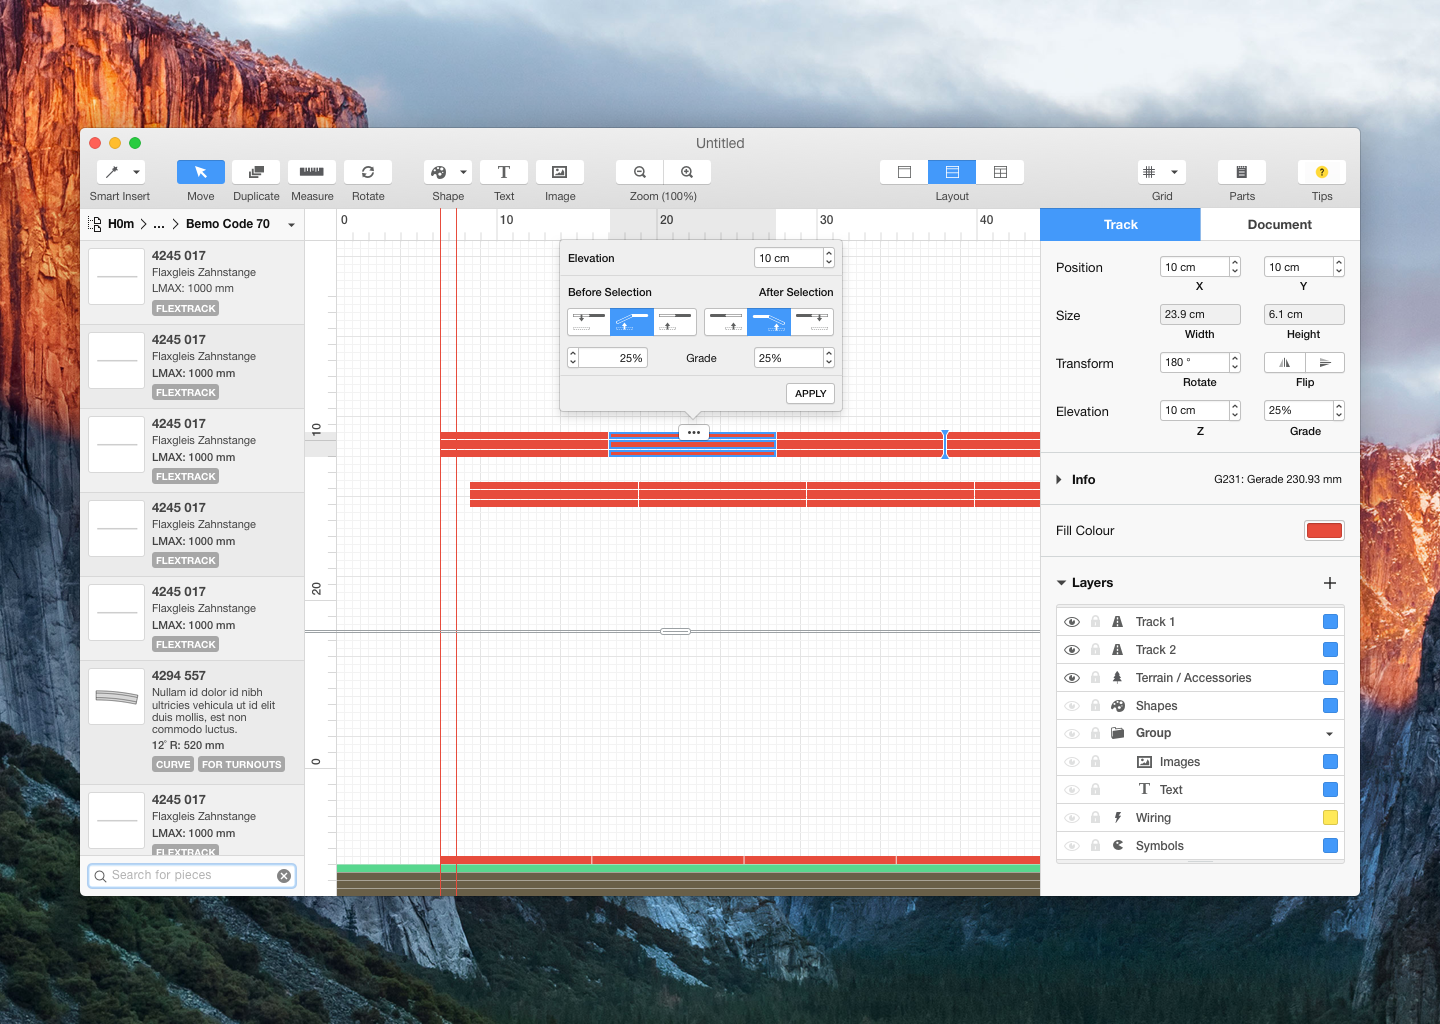 Untitled
Smart Insert
Move
Duplicate
Measure
Rotate
Shape
T
Text
Image
Zoom (100%)
Layout
Grid
Parts
?
Tips
H0m > ... > Bemo Code 70
4245 017
Flaxgleis Zahnstange
LMAX: 1000 mm
FLEXTRACK
4245 017
Flaxgleis Zahnstange
LMAX: 1000 mm
FLEXTRACK
4245 017
Flaxgleis Zahnstange
LMAX: 1000 mm
FLEXTRACK
4245 017
Flaxgleis Zahnstange
LMAX: 1000 mm
FLEXTRACK
4245 017
Flaxgleis Zahnstange
LMAX: 1000 mm
FLEXTRACK
4294 557
Nullam id dolor id nibh
ultricies vehicula ut id elit
duis mollis, est non
commodo luctus.
12° R: 520 mm
CURVE FOR TURNOUTS
4245 017
Flaxgleis Zahnstange
LMAX: 1000 mm
FLEXTRACK
Search for pieces
0 10 20 30 40
10
20
0
Elevation 10 cm
Before Selection After Selection
25% Grade 25%
APPLY
•••
Track Document
Position 10 cm 10 cm
X Y
Size 23.9 cm 6.1 cm
Width Height
Transform 180 °
Rotate Flip
Elevation 10 cm 25%
Z Grade
Info G231: Gerade 230.93 mm
Fill Colour
Layers +
Track 1
Track 2
Terrain / Accessories
Shapes
Group
Images
T Text
Wiring
Symbols